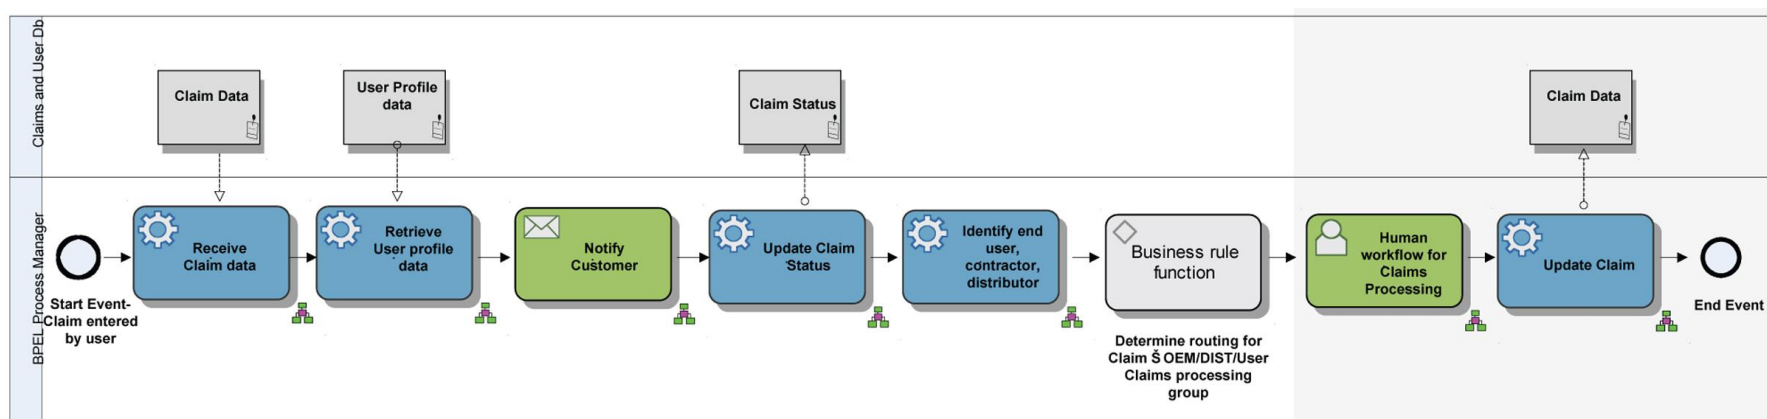 Claims and User Db
Claim Data
User Profile
data
Claim Status
Claim Data
BPEL Process Manager
Start Event-
Claim entered
by user
Receive
Claim data
Retrieve
User profile
data
Notify
Customer
Update Claim
Status
Identify end
user,
contractor,
distributor
Business rule
function
Determine routing for
Claim Š OEM/DIST/User
Claims processing
group
Human
workflow for
Claims
Processing
Update Claim
End Event